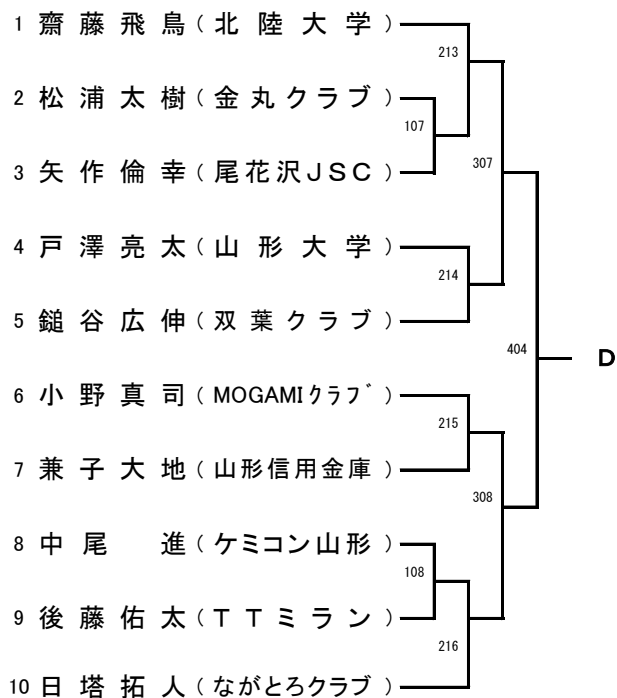 1 齋藤飛鳥(北陸大学)
213
2 松浦太樹(金丸クラブ)
107
3 矢作倫幸(尾花沢JSC)
307
4 戸澤亮太(山形大学)
214
5 鎚谷広伸(双葉クラブ)
404 D
6 小野真司(MOGAMIクラブ)
215
7 兼子大地(山形信用金庫)
308
8 中尾 進(ケミコン山形)
108
9 後藤佑太(TTミラン)
216
10 日塔拓人(ながとろクラブ)